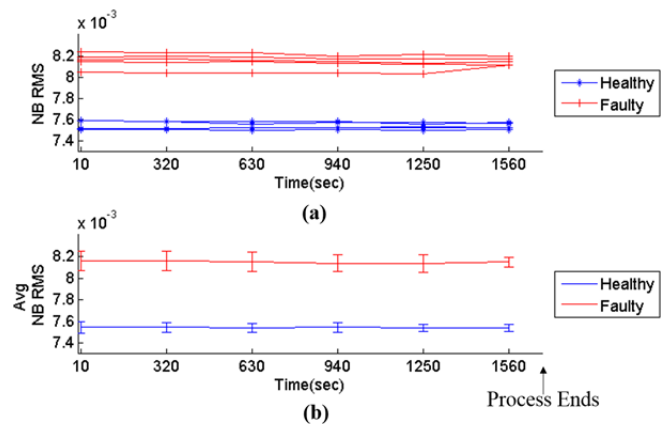 x 10⁻³
8.2
8
7.8
7.6
7.4
NB RMS
10 320 630 940 1250 1560
Time(sec)
Healthy
Faulty
(a)
x 10⁻³
8.2
8
7.8
7.6
7.4
Avg
NB RMS
10 320 630 940 1250 1560
Time(sec)
Healthy
Faulty
Process Ends
(b)